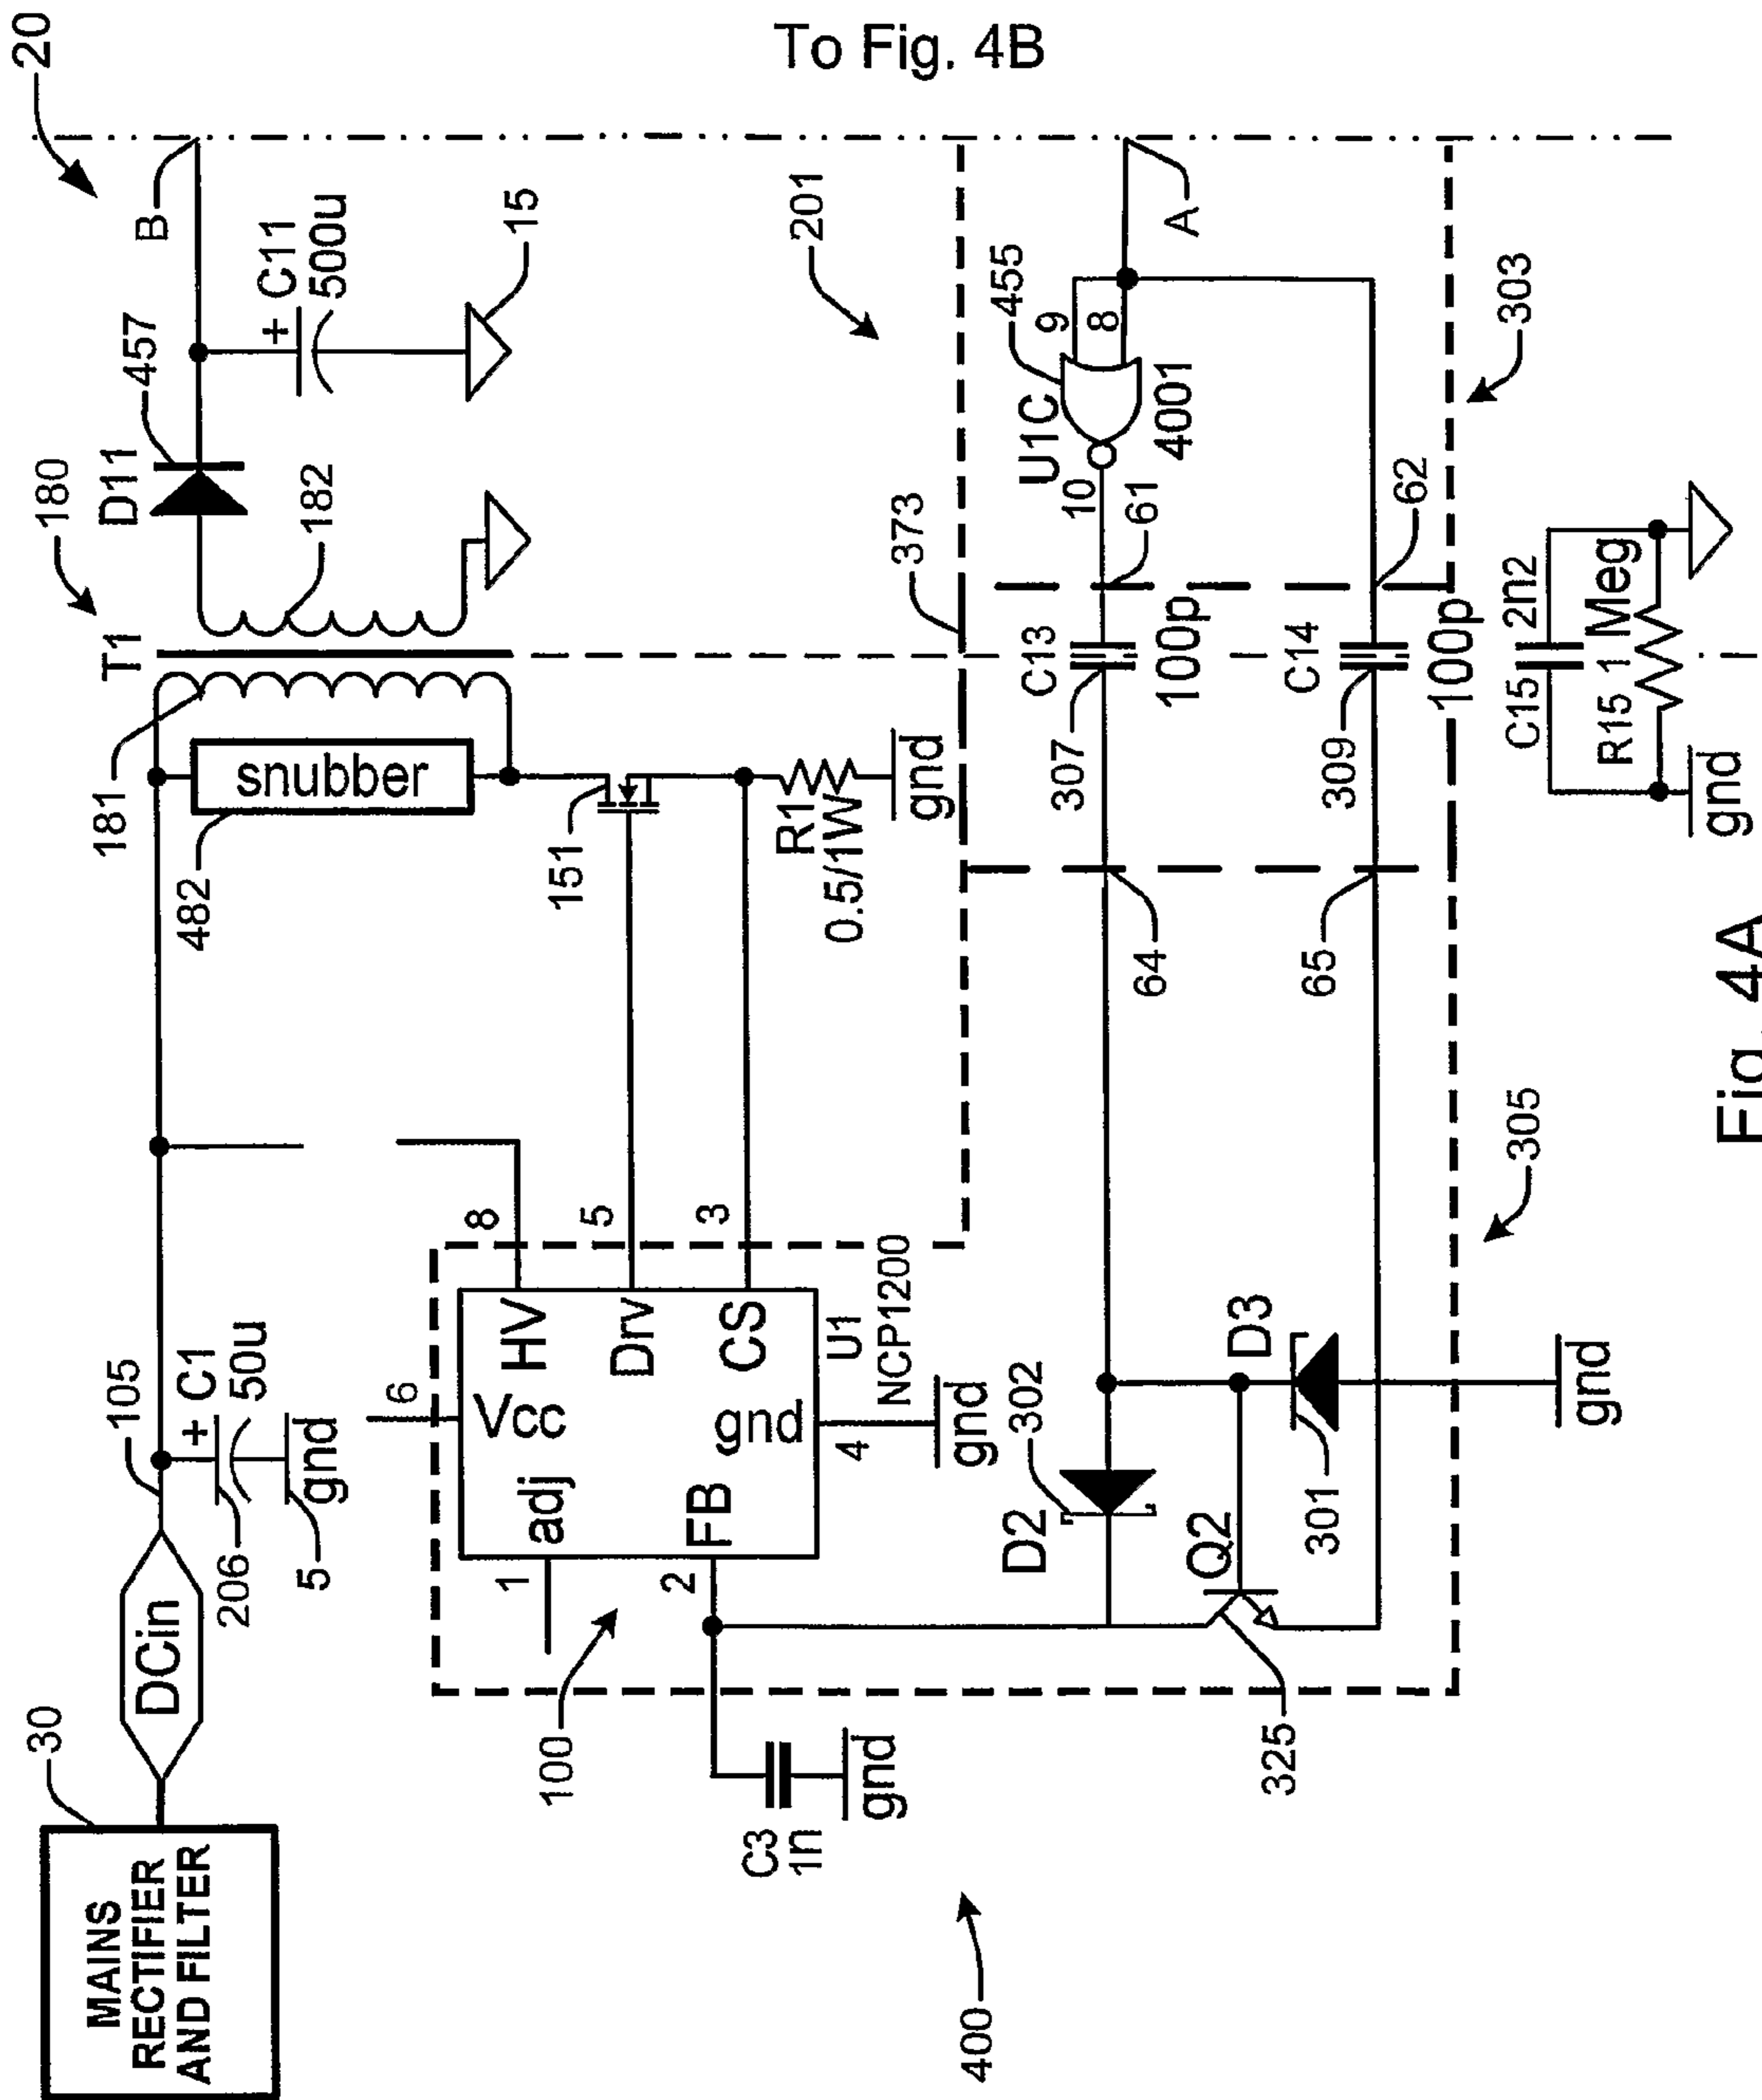 To Fig. 4B
20
B
C11
500u
+
15
457
D11
180
182
T1
181
snubber
482
151
R1
0.5/1W
gnd
201
373
455
A
9
8
U1C
4001
10
61
62
303
C13
100p
307
C14
100p
309
64
65
C15
2n2
R15
1 Meg
gnd
MAINS
RECTIFIER
AND FILTER
30
DCin
105
+
C1
50u
gnd
206
5
6
Vcc
HV
8
Drv
5
CS
3
adj
1
FB
2
gnd
4
U1
NCP1200
gnd
100
C3
1n
gnd
400
D2
302
Q2
325
D3
301
gnd
305
Fig. 4A